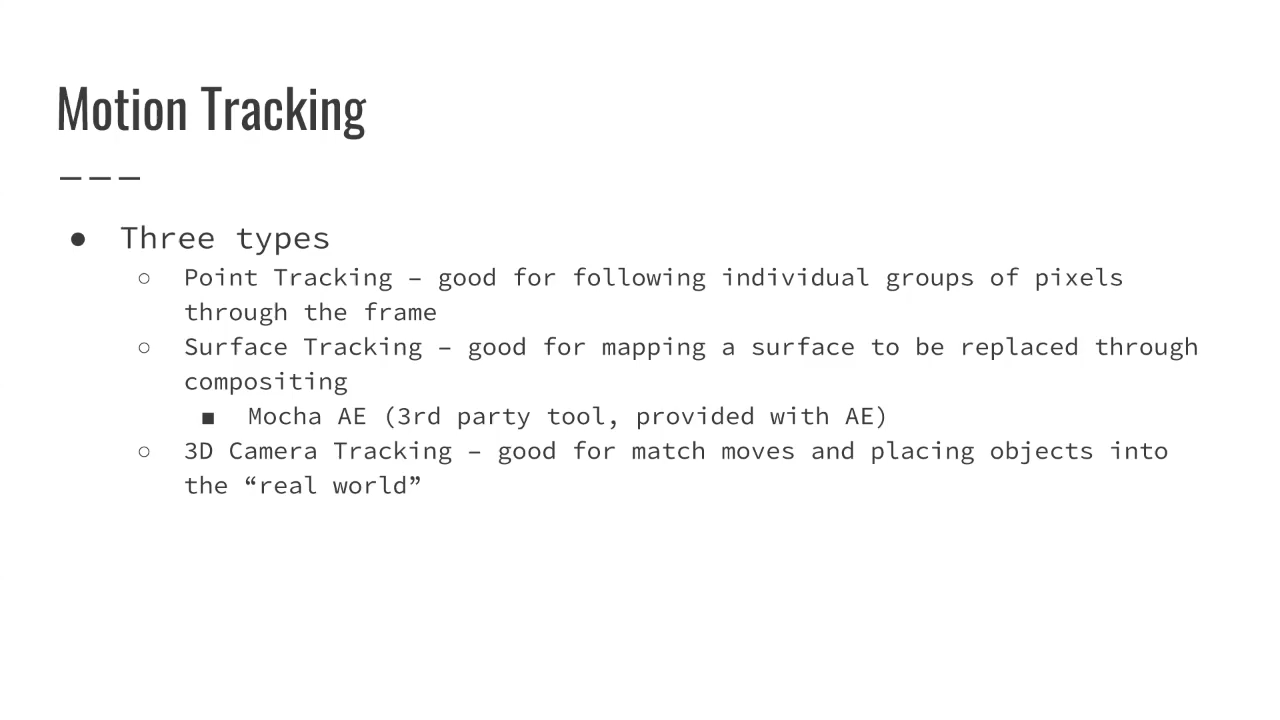 Motion Tracking
● Three types
○ Point Tracking – good for following individual groups of pixels
through the frame
○ Surface Tracking – good for mapping a surface to be replaced through
compositing
■ Mocha AE (3rd party tool, provided with AE)
○ 3D Camera Tracking – good for match moves and placing objects into
the “real world”